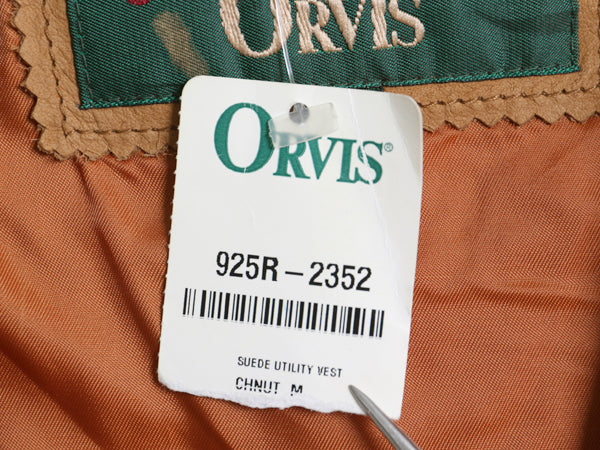 ORVIS
ORVIS®
925R-2352
SUEDE UTILITY VEST
CHNUT M